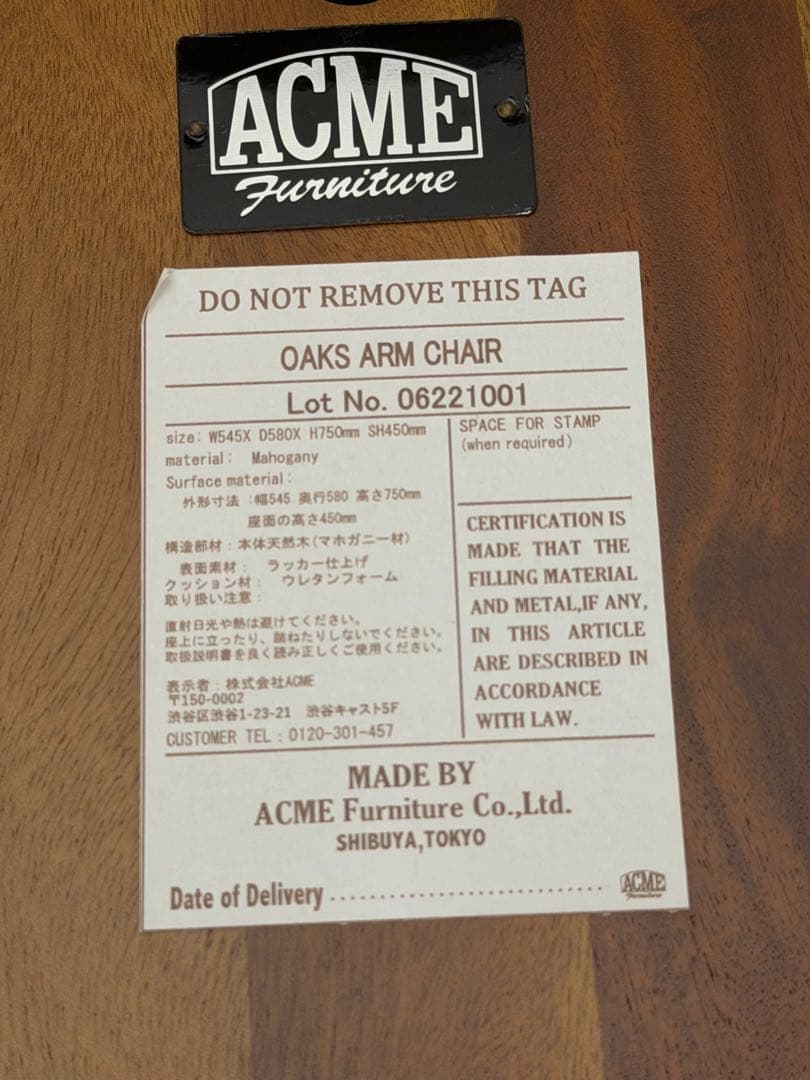 ACME
Furniture
DO NOT REMOVE THIS TAG
OAKS ARM CHAIR
Lot No. 06221001
size: W545X D580X H750mm SH450mm
material: Mahogany
Surface material:
外形寸法 :幅545 奥行580 高さ750mm
座面の高さ450mm
構造部材：本体天然木(マホガニー材)
表面素材： ラッカー仕上げ
クッション材： ウレタンフォーム
取り扱い注意：
直射日光や熱は避けてください。
座上に立ったり、跳ねたりしないでください。
取扱説明書を良く読み正しくご使用ください。
表示者：株式会社ACME
〒150-0002
渋谷区渋谷1-23-21 渋谷キャスト5F
CUSTOMER TEL：0120-301-457
SPACE FOR STAMP
(when required)
CERTIFICATION IS
MADE THAT THE
FILLING MATERIAL
AND METAL,IF ANY,
IN THIS ARTICLE
ARE DESCRIBED IN
ACCORDANCE
WITH LAW.
MADE BY
ACME Furniture Co.,Ltd.
SHIBUYA,TOKYO
Date of Delivery
ACME
Furniture